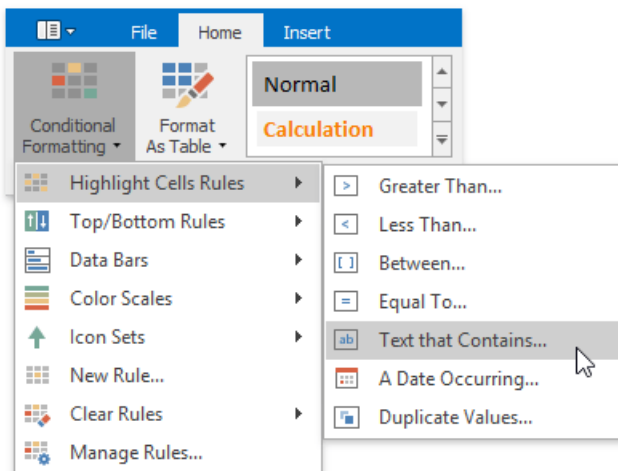 File Home Insert
Conditional
Formatting
Format
As Table
Normal
Calculation
Highlight Cells Rules
Top/Bottom Rules
Data Bars
Color Scales
Icon Sets
New Rule...
Clear Rules
Manage Rules...
Greater Than...
Less Than...
Between...
Equal To...
ab Text that Contains...
A Date Occurring...
Duplicate Values...